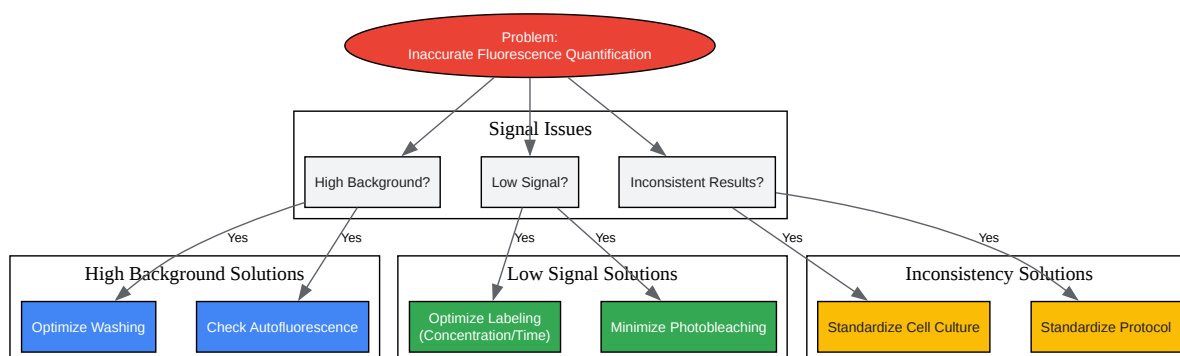 Problem:
Inaccurate Fluorescence Quantification
Signal Issues
High Background?
Low Signal?
Inconsistent Results?
Yes
Yes
Yes
Yes
Yes
Yes
High Background Solutions
Low Signal Solutions
Inconsistency Solutions
Optimize Washing
Check Autofluorescence
Optimize Labeling
(Concentration/Time)
Minimize Photobleaching
Standardize Cell Culture
Standardize Protocol